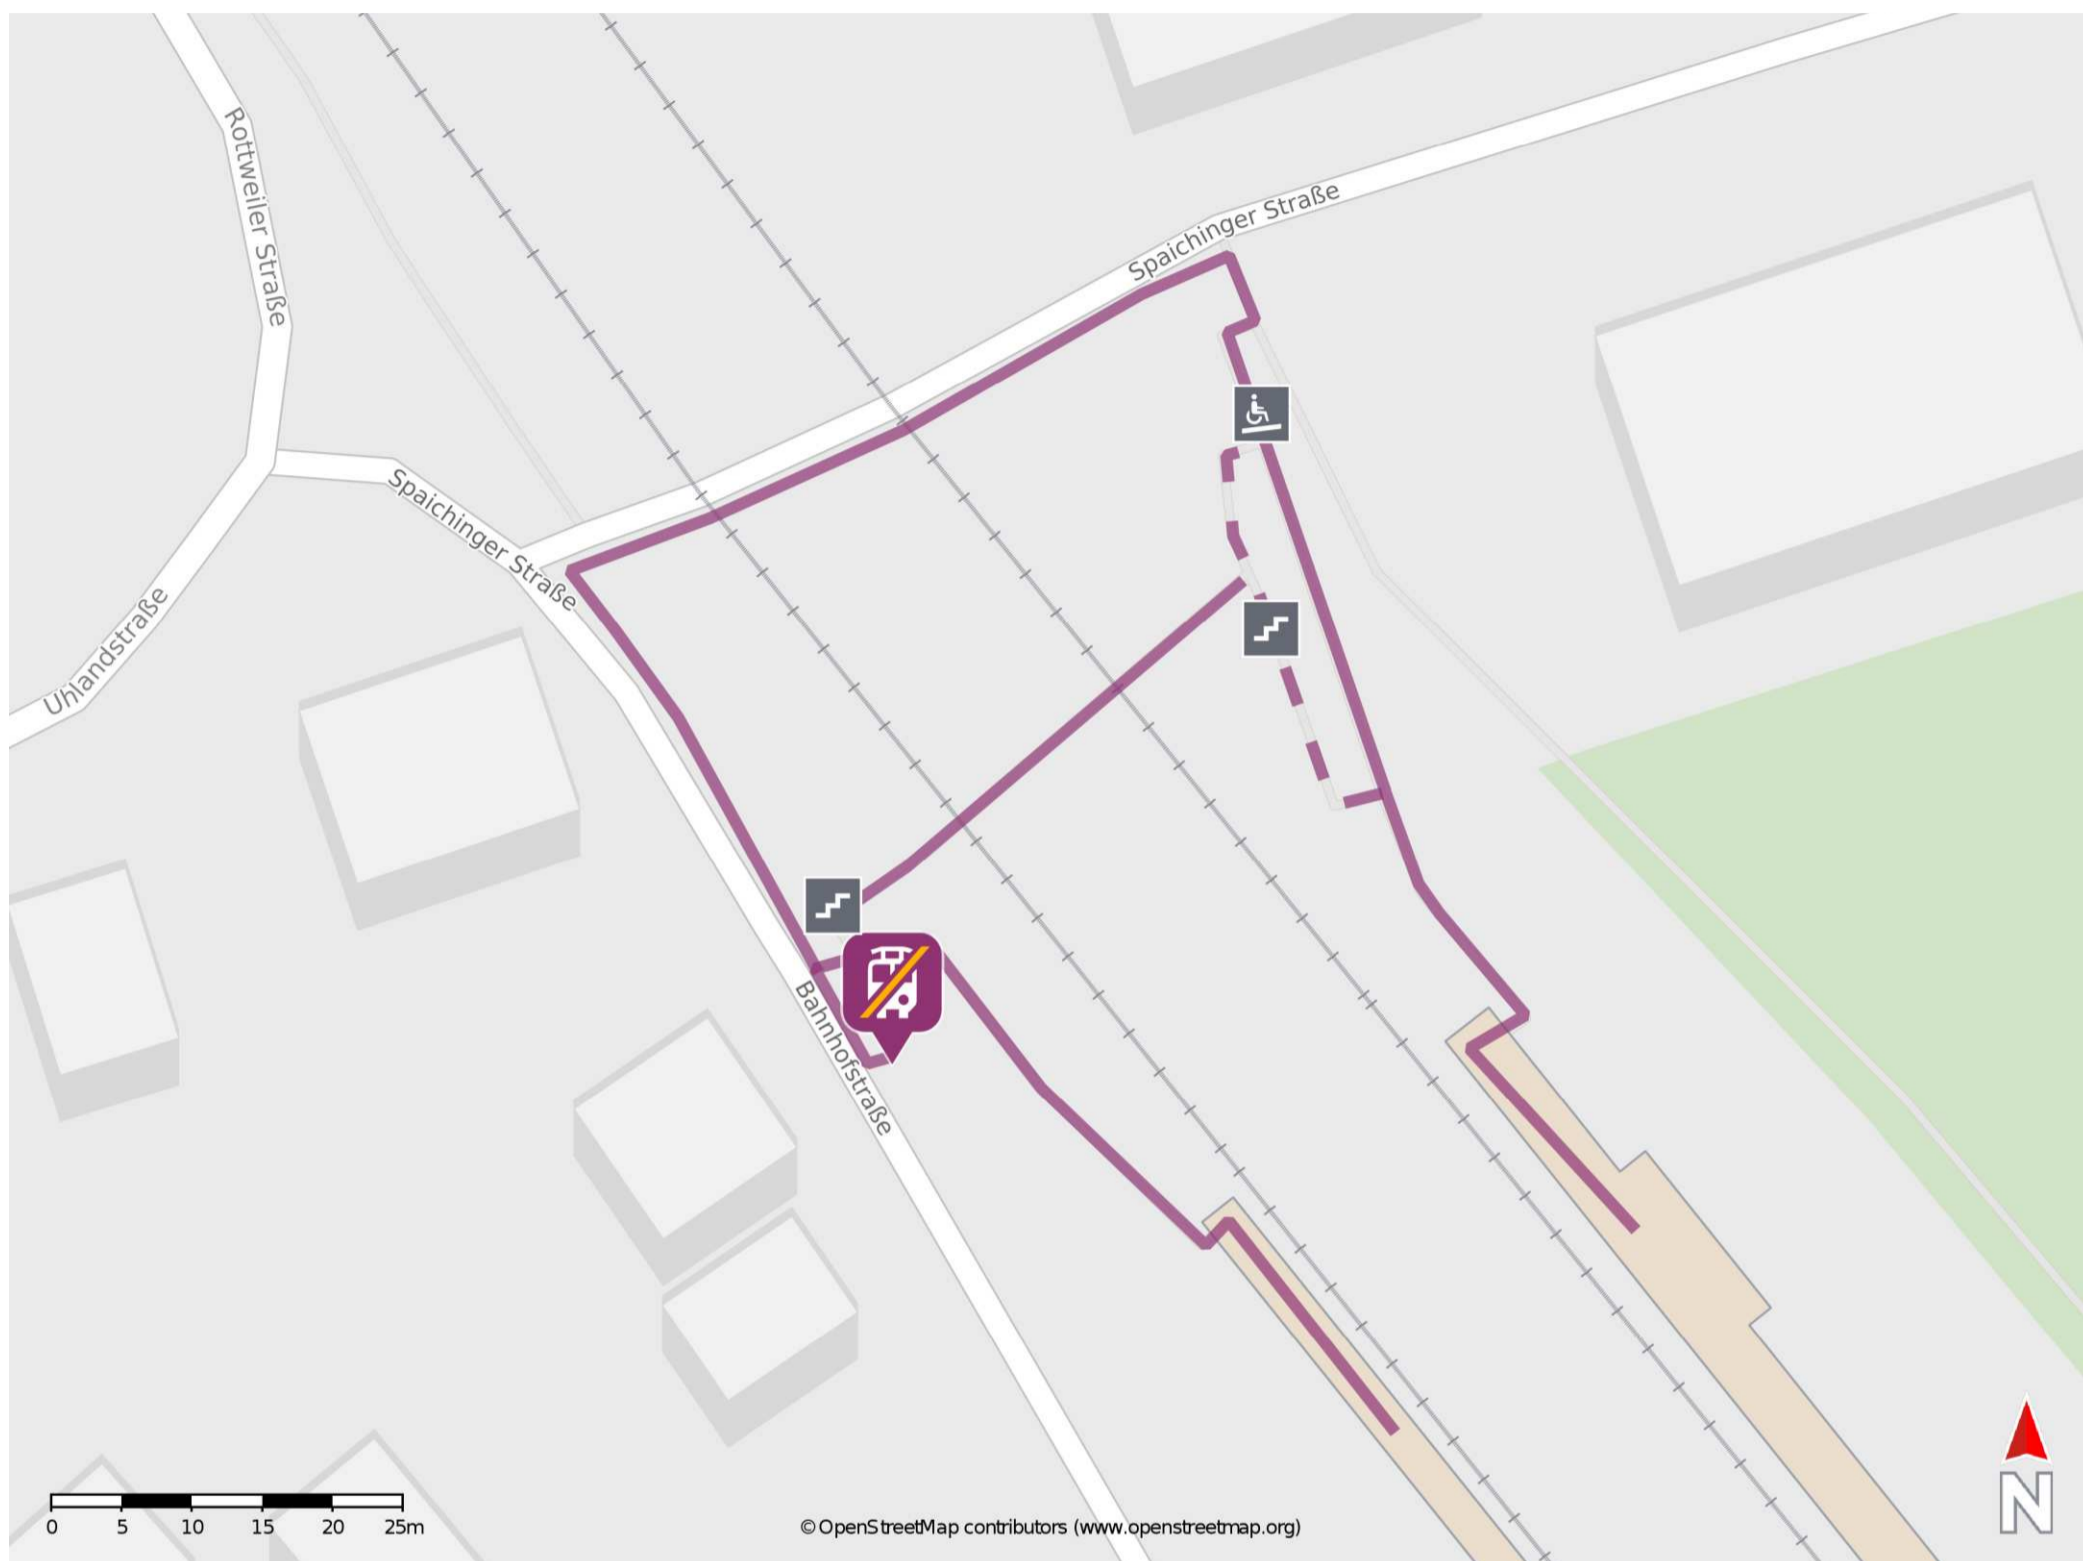 Rottweiler Straße
Spaichinger Straße
Spaichinger Straße
Uhlandstraße
Bahnhofstraße
N
0 5 10 15 20 25m
© OpenStreetMap contributors (www.openstreetmap.org)